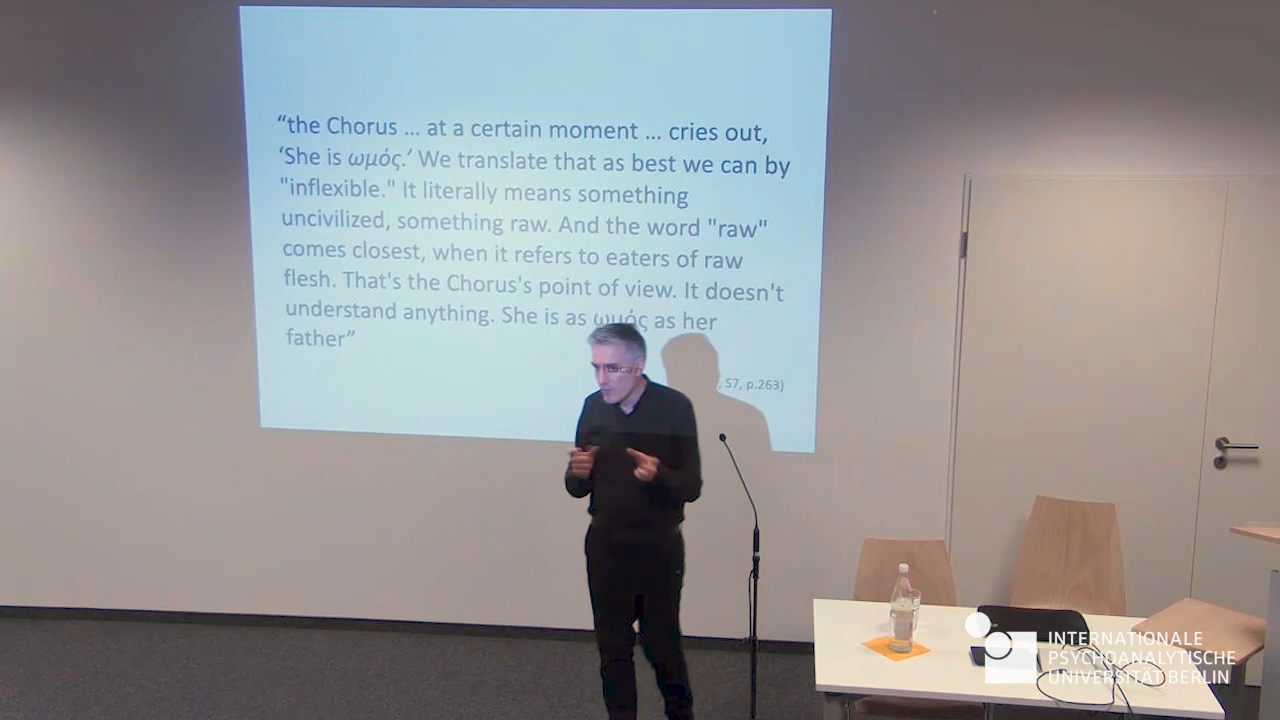 “the Chorus ... at a certain moment ... cries out,
‘She is ωμός.’ We translate that as best we can by
"inflexible." It literally means something
uncivilized, something raw. And the word "raw"
comes closest, when it refers to eaters of raw
flesh. That's the Chorus's point of view. It doesn't
understand anything. She is as ωμός as her
father”
, S7, p.263)
INTERNATIONALE
PSYCHOANALYTISCHE
UNIVERSITÄT BERLIN